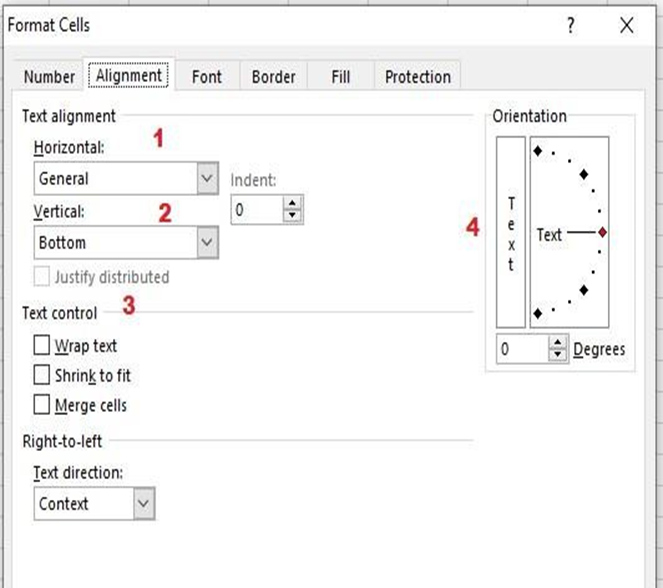 Format Cells ? X
Number Alignment Font Border Fill Protection
Text alignment
1
Horizontal:
General
Indent:
0
2
Vertical:
Bottom
Justify distributed
3
Text control
Wrap text
Shrink to fit
Merge cells
Right-to-left
Text direction:
Context
Orientation
4
Text
Text
0 Degrees